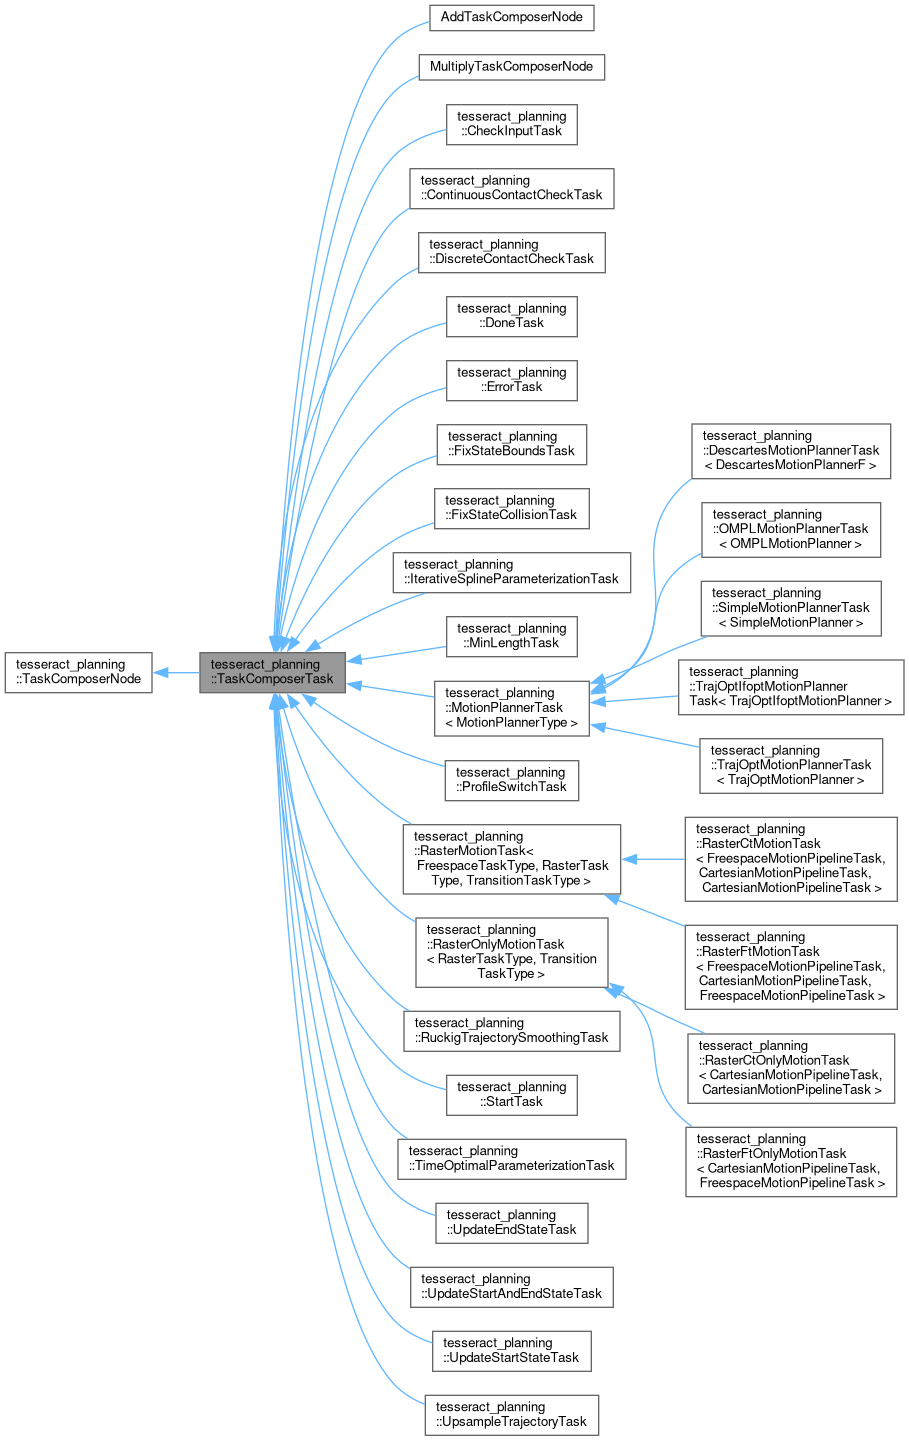 AddTaskComposerNode
MultiplyTaskComposerNode
tesseract_planning
::CheckInputTask
tesseract_planning
::ContinuousContactCheckTask
tesseract_planning
::DiscreteContactCheckTask
tesseract_planning
::DoneTask
tesseract_planning
::ErrorTask
tesseract_planning
::FixStateBoundsTask
tesseract_planning
::FixStateCollisionTask
tesseract_planning
::IterativeSplineParameterizationTask
tesseract_planning
::MinLengthTask
tesseract_planning
::TaskComposerNode
tesseract_planning
::TaskComposerTask
tesseract_planning
::MotionPlannerTask
< MotionPlannerType >
tesseract_planning
::DescartesMotionPlannerTask
< DescartesMotionPlannerF >
tesseract_planning
::OMPLMotionPlannerTask
< OMPLMotionPlanner >
tesseract_planning
::SimpleMotionPlannerTask
< SimpleMotionPlanner >
tesseract_planning
::TrajOptIfoptMotionPlanner
Task< TrajOptIfoptMotionPlanner >
tesseract_planning
::TrajOptMotionPlannerTask
< TrajOptMotionPlanner >
tesseract_planning
::ProfileSwitchTask
tesseract_planning
::RasterMotionTask<
FreespaceTaskType, RasterTask
Type, TransitionTaskType >
tesseract_planning
::RasterCtMotionTask
< FreespaceMotionPipelineTask,
CartesianMotionPipelineTask,
CartesianMotionPipelineTask >
tesseract_planning
::RasterFtMotionTask
< FreespaceMotionPipelineTask,
CartesianMotionPipelineTask,
FreespaceMotionPipelineTask >
tesseract_planning
::RasterOnlyMotionTask
< RasterTaskType, Transition
TaskType >
tesseract_planning
::RasterCtOnlyMotionTask
< CartesianMotionPipelineTask,
CartesianMotionPipelineTask >
tesseract_planning
::RasterFtOnlyMotionTask
< CartesianMotionPipelineTask,
FreespaceMotionPipelineTask >
tesseract_planning
::RuckigTrajectorySmoothingTask
tesseract_planning
::StartTask
tesseract_planning
::TimeOptimalParameterizationTask
tesseract_planning
::UpdateEndStateTask
tesseract_planning
::UpdateStartAndEndStateTask
tesseract_planning
::UpdateStartStateTask
tesseract_planning
::UpsampleTrajectoryTask